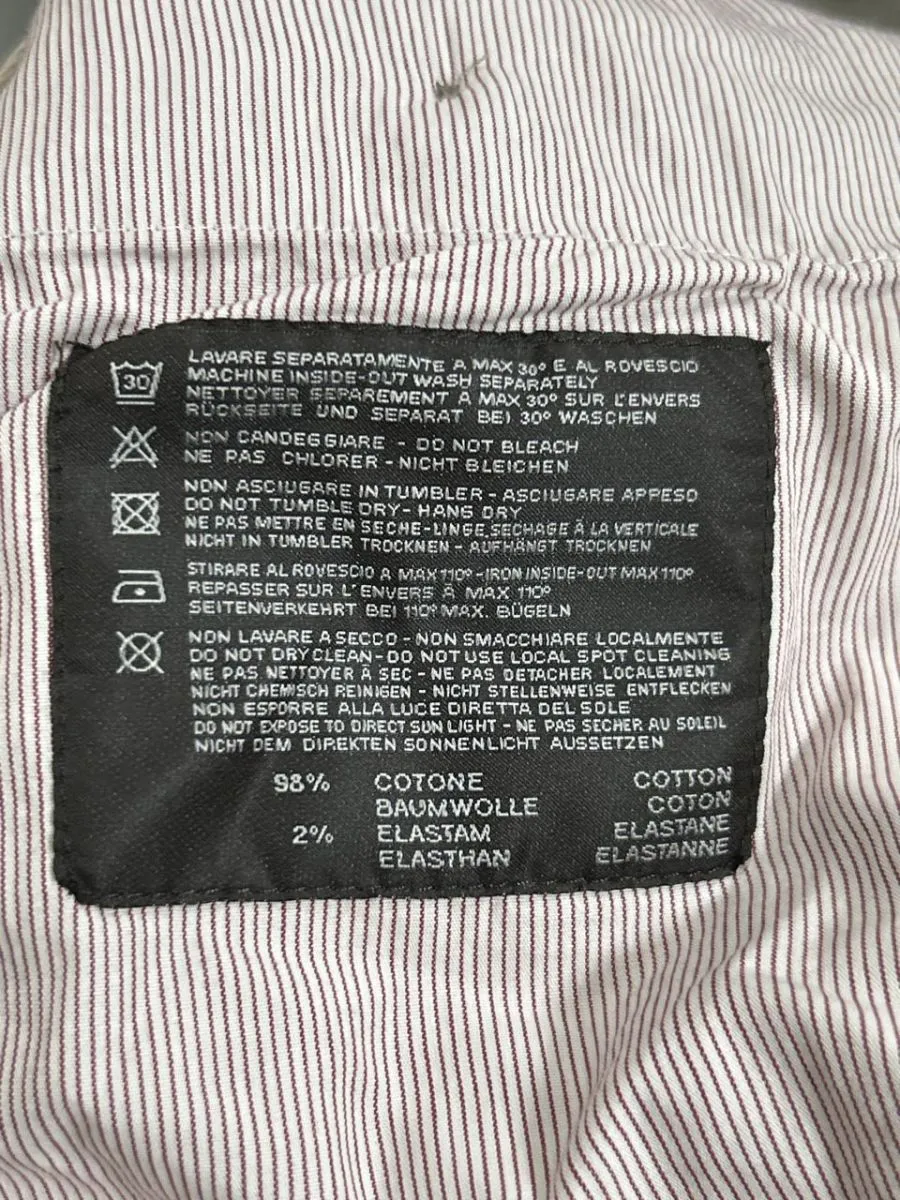 30
LAVARE SEPARATAMENTE A MAX 30° E AL ROVESCIO
MACHINE INSIDE-OUT WASH SEPARATELY
NETTOYER SEPAREMENT A MAX 30° SUR L'ENVERS
RÜCKSEITE UND SEPARAT BEI 30° WASCHEN
NON CANDEGGIARE - DO NOT BLEACH
NE PAS CHLORER - NICHT BLEICHEN
NON ASCIUGARE IN TUMBLER - ASCIUGARE APPESO
DO NOT TUMBLE DRY - HANG DRY
NE PAS METTRE EN SECHE-LINGE SECHAGE À LA VERTICALE
NICHT IN TUMBLER TROCKNEN - AUFHÄNGT TROCKNEN
STIRARE AL ROVESCIO A MAX 110° - IRON INSIDE-OUT MAX 110°
REPASSER SUR L'ENVERS À MAX 110°
SEITENVERKEHRT BEI 110° MAX. BÜGELN
NON LAVARE A SECCO - NON SMACCHIARE LOCALMENTE
DO NOT DRYCLEAN - DO NOT USE LOCAL SPOT CLEANING
NE PAS NETTOYER À SEC - NE PAS DETACHER LOCALEMENT
NICHT CHEMISCH REINIGEN - NICHT STELLENWEISE ENTFLECKEN
NON ESPORRE ALLA LUCE DIRETTA DEL SOLE
DO NOT EXPOSE TO DIRECT SUN LIGHT - NE PAS SECHER AU SOLEIL
NICHT DEM DIREKTEN SONNENLICHT AUSSETZEN
98% COTONE COTTON
BAUMWOLLE COTON
2% ELASTAM ELASTANE
ELASTHAN ELASTANNE